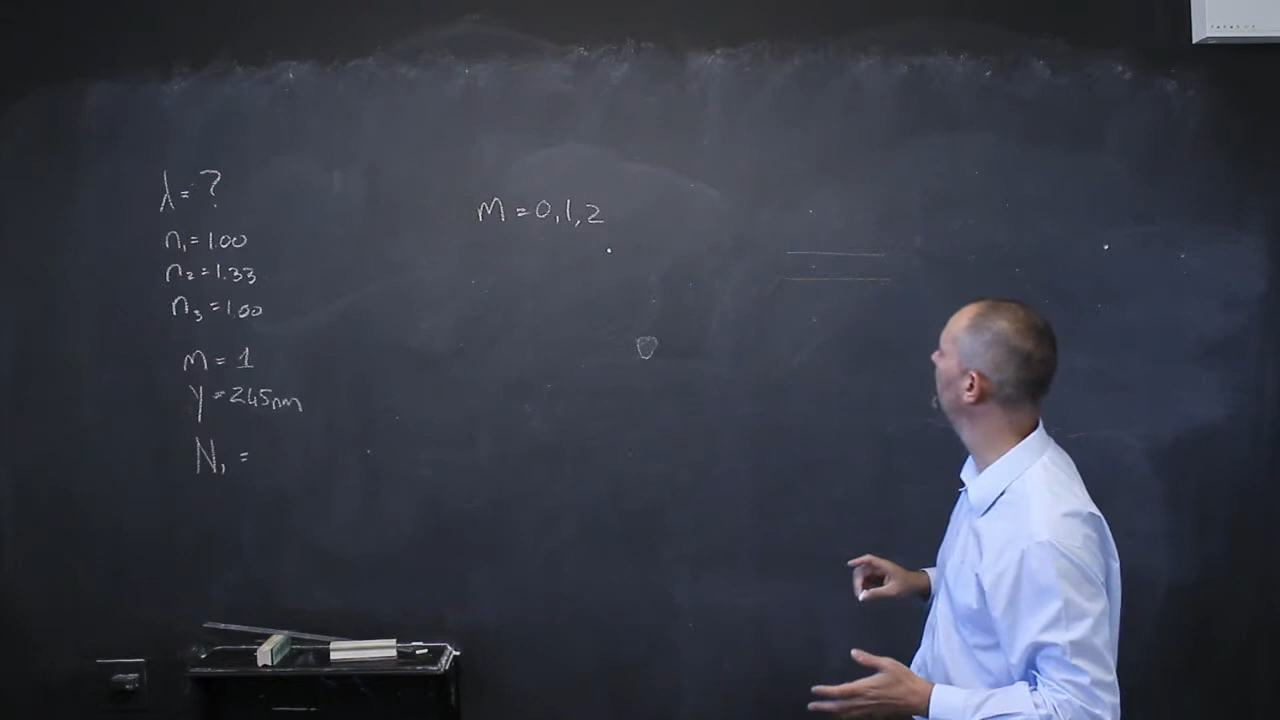 λ = ?
n₁ = 1.00
n₂ = 1.33
n₃ = 1.00
m = 1
y = 245nm
N₁ =
m = 0, 1, 2